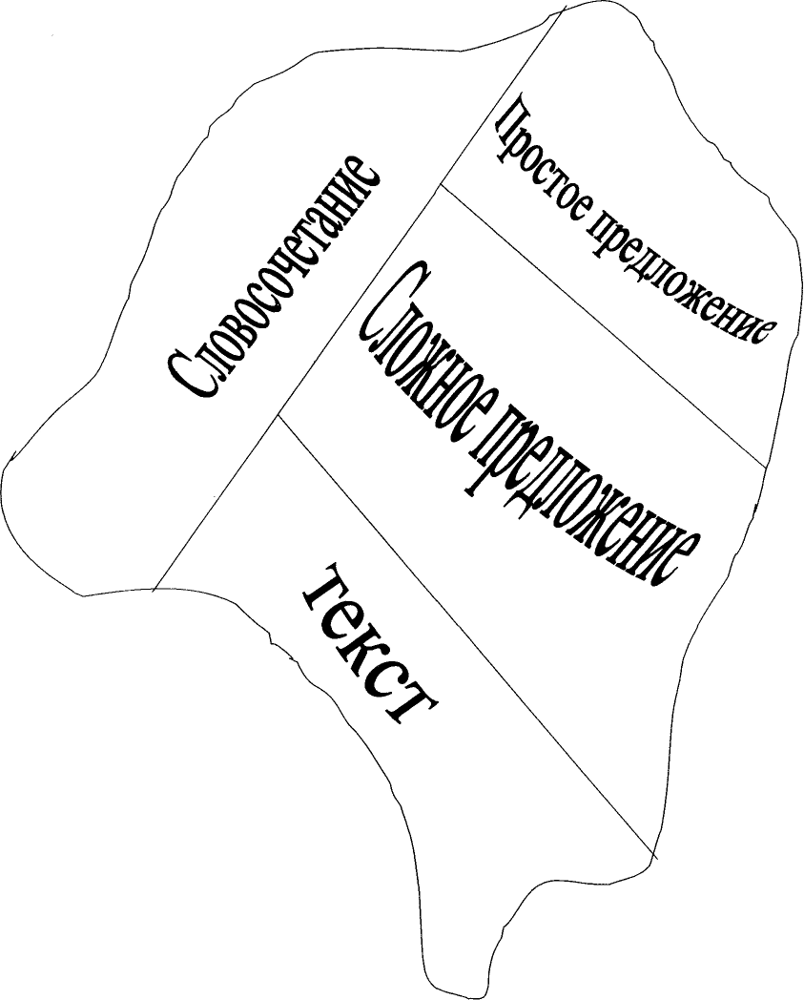 Словосочетание
Простое предложение
Сложное предложение
текст